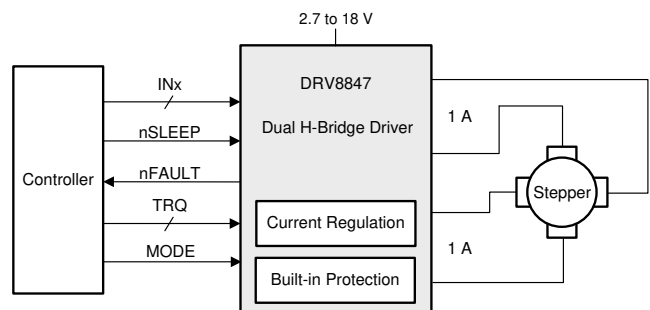 2.7 to 18 V
DRV8847
Dual H-Bridge Driver
Controller
INx
nSLEEP
nFAULT
TRQ
MODE
Current Regulation
Built-in Protection
1 A
1 A
Stepper